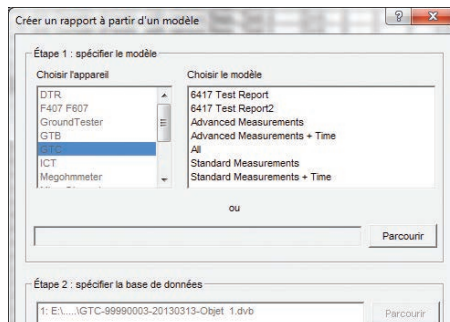 Créer un rapport à partir d'un modèle
Étape 1 : spécifier le modèle
Choisir l'appareil
Choisir le modèle
DTR
F407 F607
GroundTester
GTB
GTC
ICT
Megohmmeter
6417 Test Report
6417 Test Report2
Advanced Measurements
Advanced Measurements + Time
All
Standard Measurements
Standard Measurements + Time
ou
Parcourir
Étape 2 : spécifier la base de données
1: E:\.....\GTC-99990003-20130313-Objet 1.dvb
Parcourir